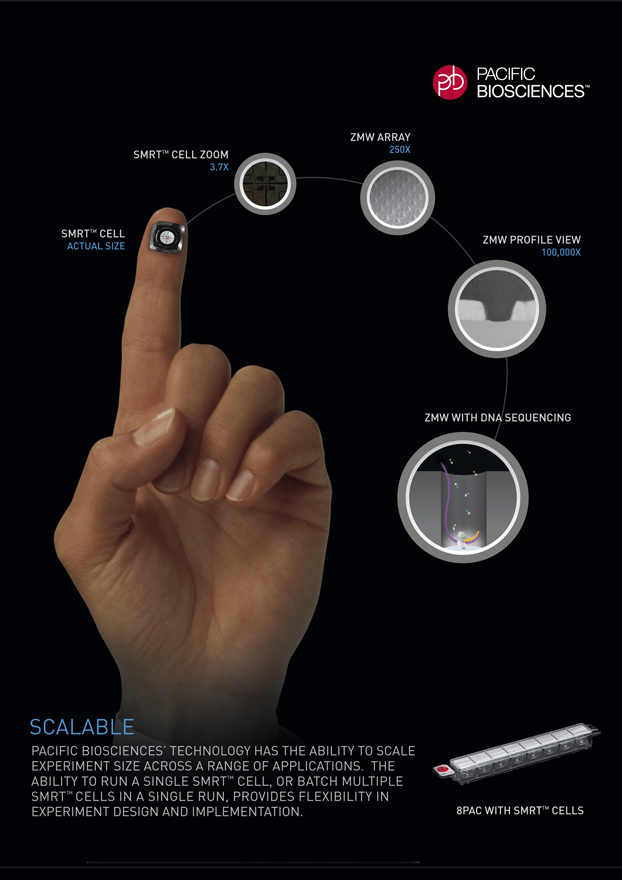 pb PACIFIC
BIOSCIENCES™
ZMW ARRAY
250X
SMRT™ CELL ZOOM
3.7X
SMRT™ CELL
ACTUAL SIZE
ZMW PROFILE VIEW
100,000X
ZMW WITH DNA SEQUENCING
SCALABLE
PACIFIC BIOSCIENCES' TECHNOLOGY HAS THE ABILITY TO SCALE
EXPERIMENT SIZE ACROSS A RANGE OF APPLICATIONS. THE
ABILITY TO RUN A SINGLE SMRT™ CELL, OR BATCH MULTIPLE
SMRT™ CELLS IN A SINGLE RUN, PROVIDES FLEXIBILITY IN
EXPERIMENT DESIGN AND IMPLEMENTATION.
8PAC WITH SMRT™ CELLS